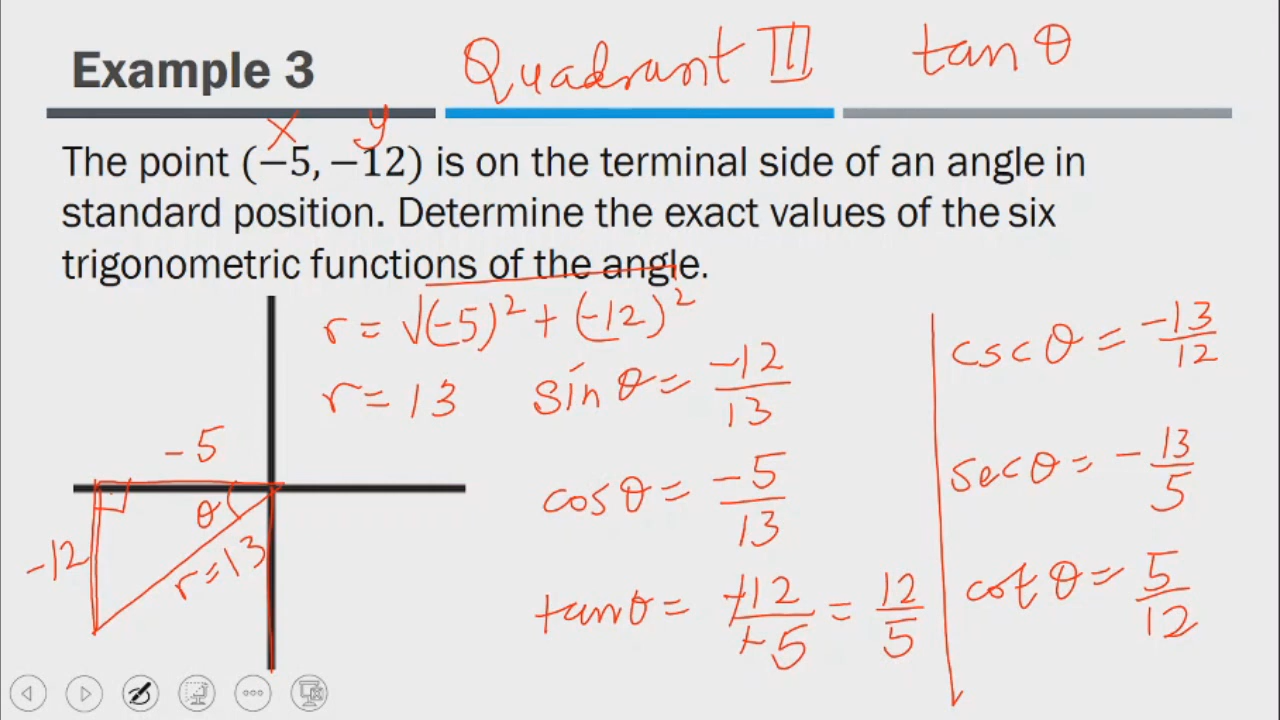 Example 3
Quadrant III
tan θ
x y
The point (−5, −12) is on the terminal side of an angle in
standard position. Determine the exact values of the six
trigonometric functions of the angle.
r = √(-5)² + (-12)²
r = 13
sin θ = -12/13
cos θ = -5/13
tan θ = -12/-5 = 12/5
csc θ = -13/12
sec θ = -13/5
cot θ = 5/12
-5
θ
-12
r=13